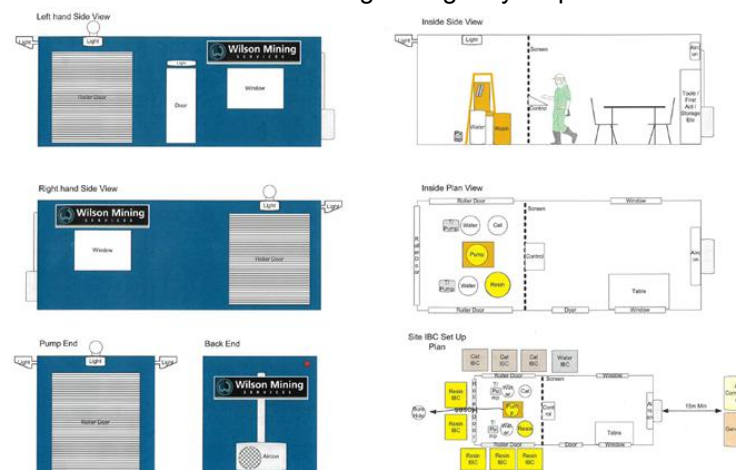 Left hand Side View
Light
Light
Wilson Mining
SERVICES
Light
Roller Door
Door
Window
Inside Side View
Light
Light
Screen
Control
Water
Resin
Tools /
First
Aid /
Storage
Etc
Right hand Side View
Light
Light
Wilson Mining
SERVICES
Window
Roller Door
Inside Plan View
Roller Door
Window
Screen
Pump
Water
Cat
Pump
Control
Pump
Water
Resin
Table
Roller Door
Door
Window
Pump End
Light
Roller Door
Back End
Wilson Mining
SERVICES
Aircon
Site IBC Set Up
Plan
Cat
IBC
Cat
IBC
Cat
IBC
Water
IBC
Roller Door
Screen
Window
Resin
IBC
Resin
IBC
Cat
Resin
Table
15m Min
Roller Door
Door
Window
Resin
IBC
Resin
IBC
Resin
IBC